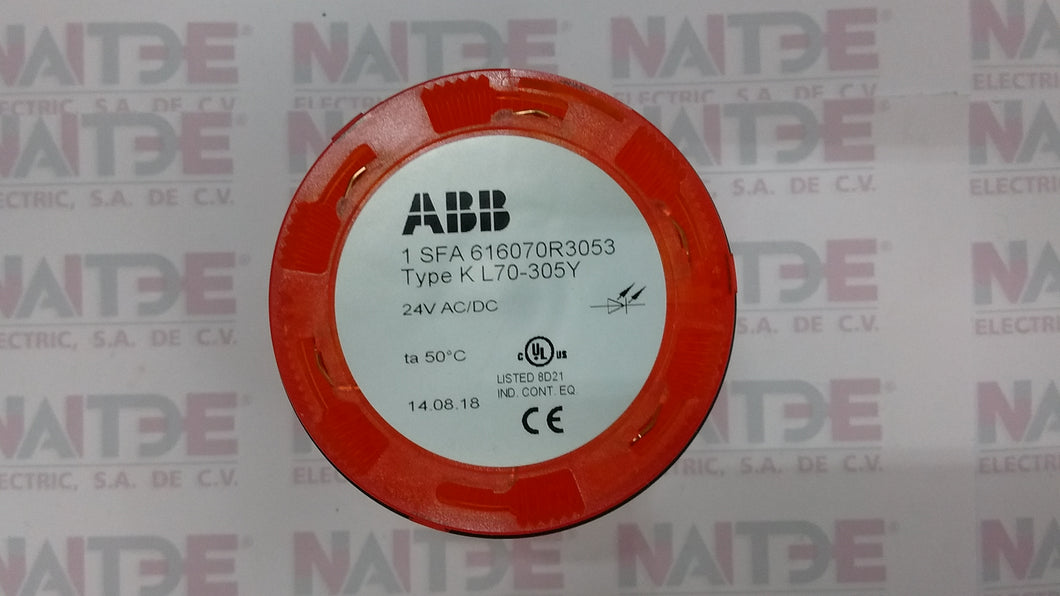 NAITDE
ELECTRIC, S.A. DE C.V.
ABB
1 SFA 616070R3053
Type K L70-305Y
24V AC/DC
ta 50°C
C UL US
LISTED 8D21
IND. CONT. EQ.
14.08.18
CE